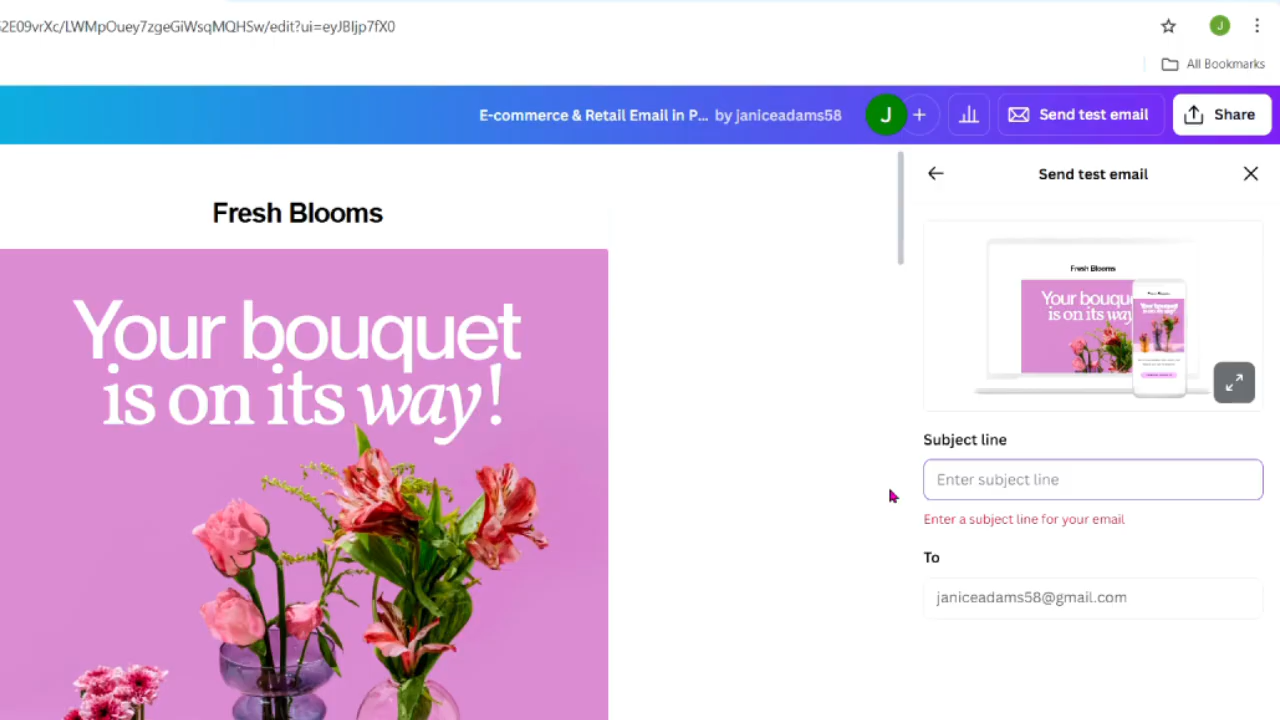 52E09vrXc/LWMpOuey7zgeGiWsqMQHSw/edit?ui=eyJBIjp7fX0
J
All Bookmarks
E-commerce & Retail Email in P... by janiceadams58
J
+
Send test email
Share
Send test email
Fresh Blooms
Your bouquet
is on its way!
Fresh Blooms
Your bouqu
is on its way
Subject line
Enter subject line
Enter a subject line for your email
To
janiceadams58@gmail.com